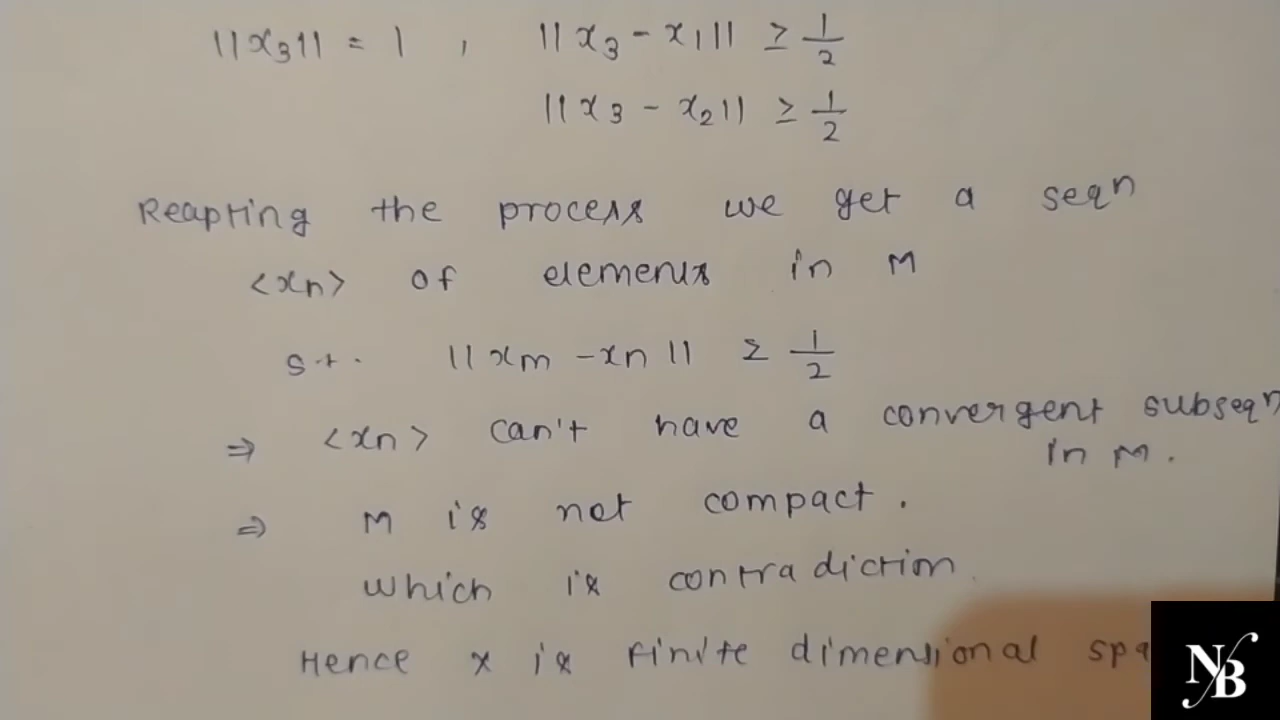 ||x₃|| = 1 , ||x₃ - x₁|| ≥ 1/2
||x₃ - x₂|| ≥ 1/2
Reapting the process we get a seqn
<xn> of elements in M
s.t. ||xm - xn|| ≥ 1/2
⇒ <xn> can't have a convergent subseqn
in M.
⇒ M is not compact.
which is contradiction.
Hence X is finite dimensional spa
NB